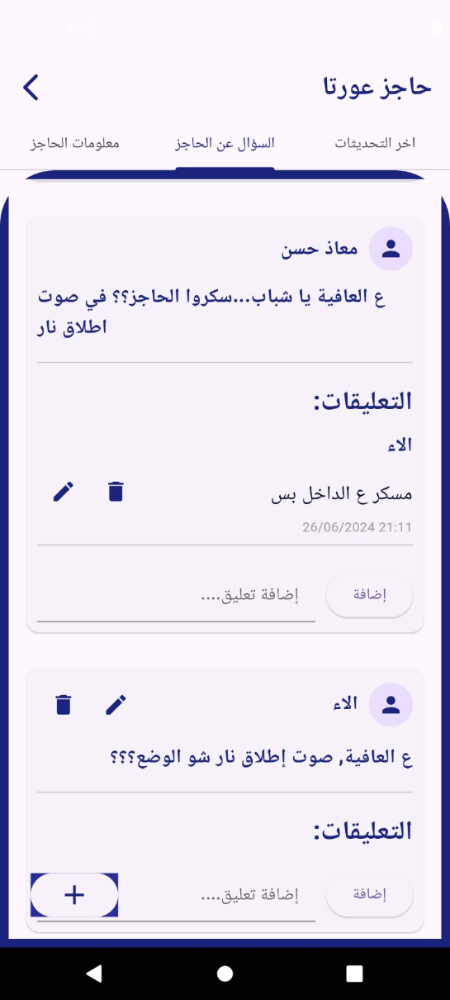 حاجز عورتا
اخر التحديثات
السؤال عن الحاجز
معلومات الحاجز
معاذ حسن
ع العافية يا شباب...سكروا الحاجز؟؟ في صوت
اطلاق نار
التعليقات:
الاء
مسكر ع الداخل بس
26/06/2024 21:11
إضافة
إضافة تعليق....
الاء
ع العافية, صوت إطلاق نار شو الوضع؟؟؟
التعليقات:
إضافة
إضافة تعليق....
+